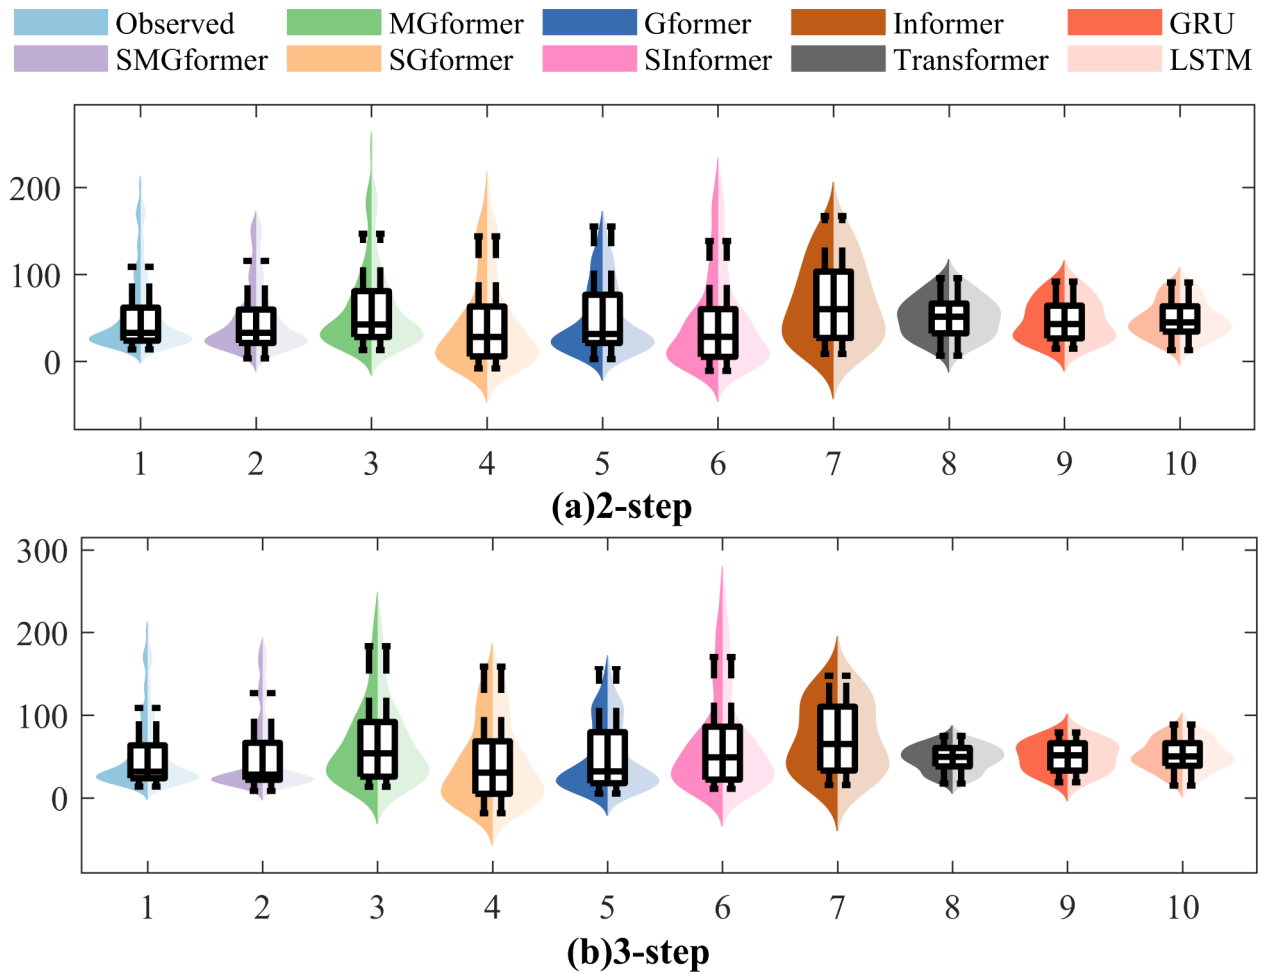 Observed MGformer Gformer Informer GRU
SMGformer SGformer SInformer Transformer LSTM
200
100
0
1 2 3 4 5 6 7 8 9 10
(a)2-step
300
200
100
0
1 2 3 4 5 6 7 8 9 10
(b)3-step